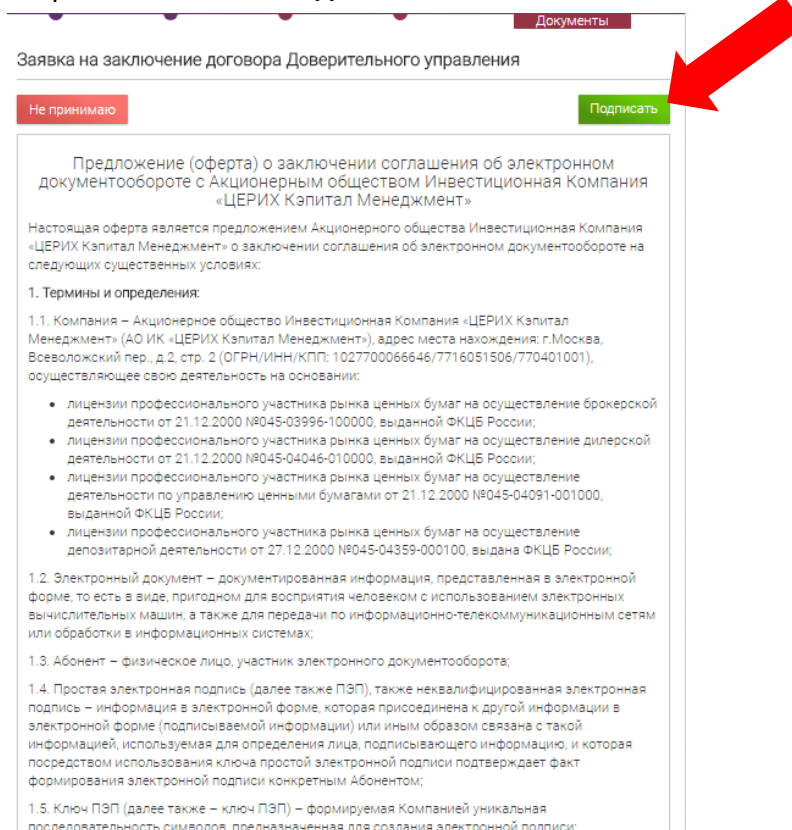 Документы
Заявка на заключение договора Доверительного управления
Не принимаю
Подписать
Предложение (оферта) о заключении соглашения об электронном
документообороте с Акционерным обществом Инвестиционная Компания
«ЦЕРИХ Кэпитал Менеджмент»
Настоящая оферта является предложением Акционерного общества Инвестиционная Компания
«ЦЕРИХ Кэпитал Менеджмент» о заключении соглашения об электронном документообороте на
следующих существенных условиях:
1. Термины и определения:
1.1. Компания – Акционерное общество Инвестиционная Компания «ЦЕРИХ Кэпитал
Менеджмент» (АО ИК «ЦЕРИХ Кэпитал Менеджмент»), адрес места нахождения: г.Москва,
Всеволожский пер., д.2, стр. 2 (ОГРН/ИНН/КПП: 1027700066646/7716051506/770401001),
осуществляющее свою деятельность на основании:
• лицензии профессионального участника рынка ценных бумаг на осуществление брокерской
деятельности от 21.12.2000 №045-03996-100000, выданной ФКЦБ России;
• лицензии профессионального участника рынка ценных бумаг на осуществление дилерской
деятельности от 21.12.2000 №045-04046-010000, выданной ФКЦБ России;
• лицензии профессионального участника рынка ценных бумаг на осуществление
деятельности по управлению ценными бумагами от 21.12.2000 №045-04091-001000,
выданной ФКЦБ России;
• лицензии профессионального участника рынка ценных бумаг на осуществление
депозитарной деятельности от 27.12.2000 №045-04359-000100, выдана ФКЦБ России;
1.2. Электронный документ – документированная информация, представленная в электронной
форме, то есть в виде, пригодном для восприятия человеком с использованием электронных
вычислительных машин, а также для передачи по информационно-телекоммуникационным сетям
или обработки в информационных системах;
1.3. Абонент – физическое лицо, участник электронного документооборота;
1.4. Простая электронная подпись (далее также ПЭП), также неквалифицированная электронная
подпись – информация в электронной форме, которая присоединена к другой информации в
электронной форме (подписываемой информации) или иным образом связана с такой
информацией, используемая для определения лица, подписывающего информацию, и которая
посредством использования ключа простой электронной подписи подтверждает факт
формирования электронной подписи конкретным Абонентом;
1.5. Ключ ПЭП (далее также – ключ ПЭП) – формируемая Компанией уникальная
последовательность символов, предназначенная для создания электронной подписи;